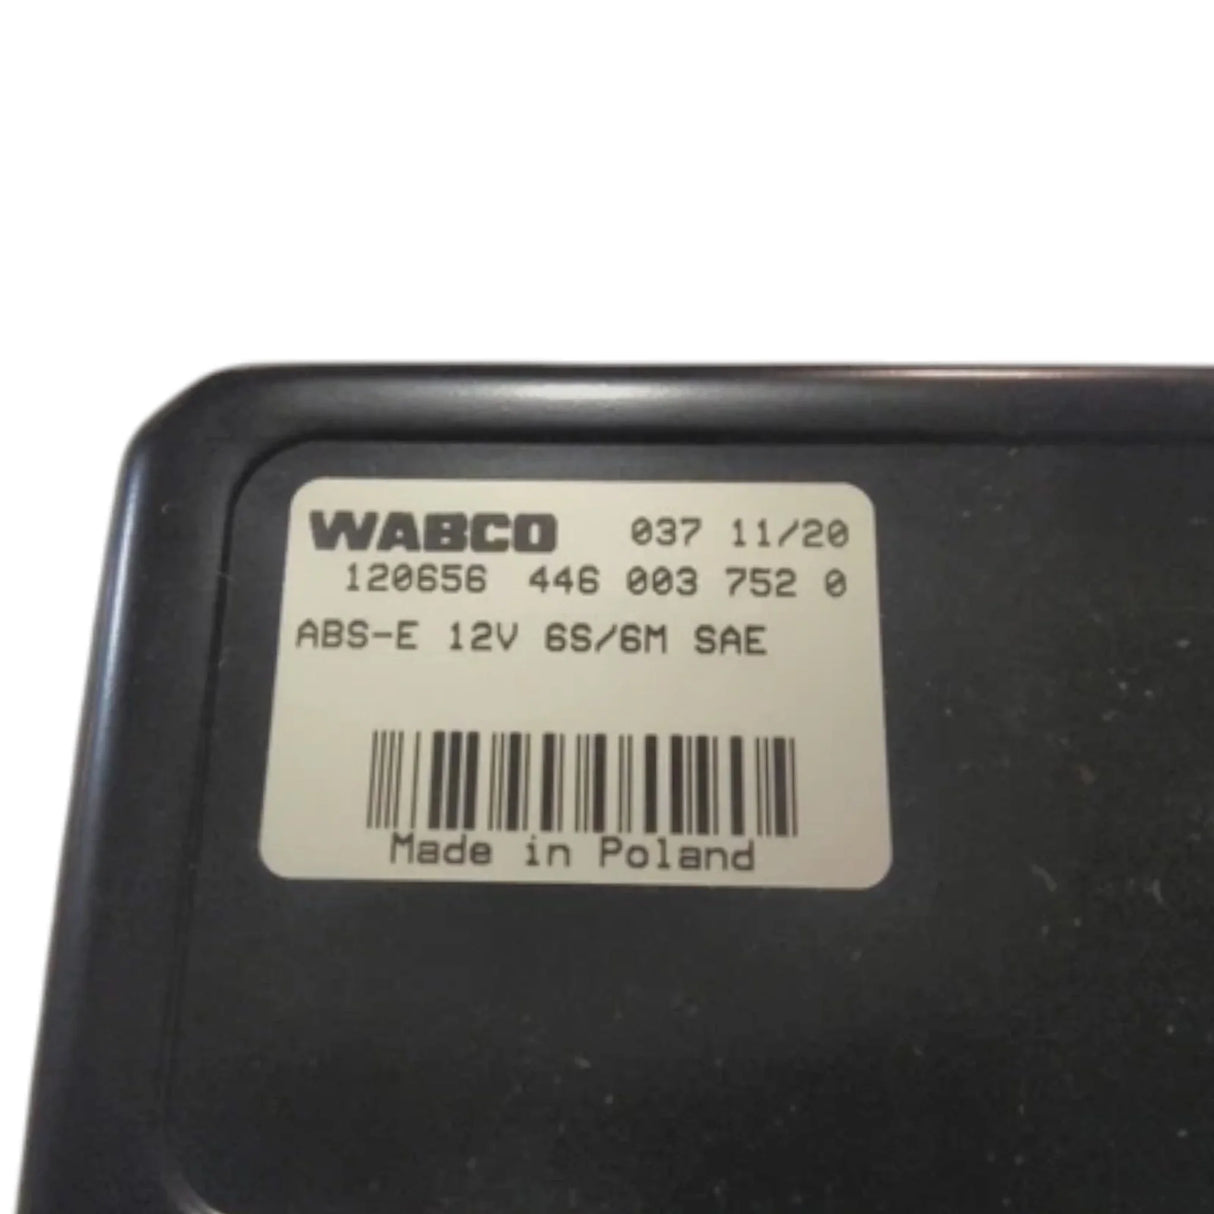 WABCO 037 11/20
120656 446 003 752 0
ABS-E 12V 6S/6M SAE
Made in Poland